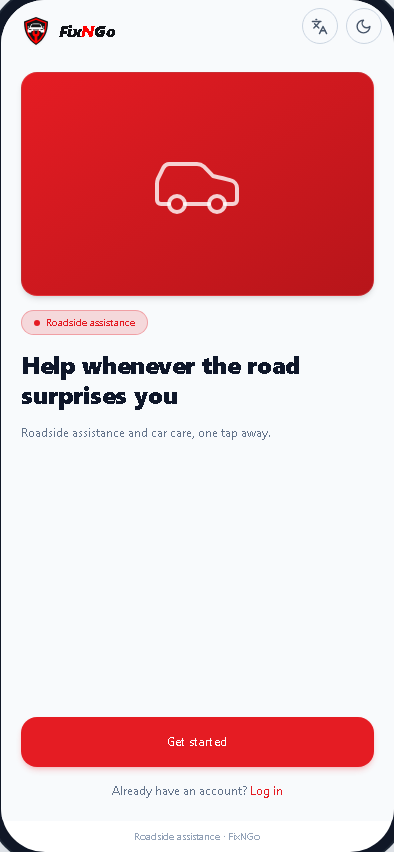 FixNGo
Roadside assistance
Help whenever the road
surprises you
Roadside assistance and car care, one tap away.
Get started
Already have an account? Log in
Roadside assistance · FixNGo